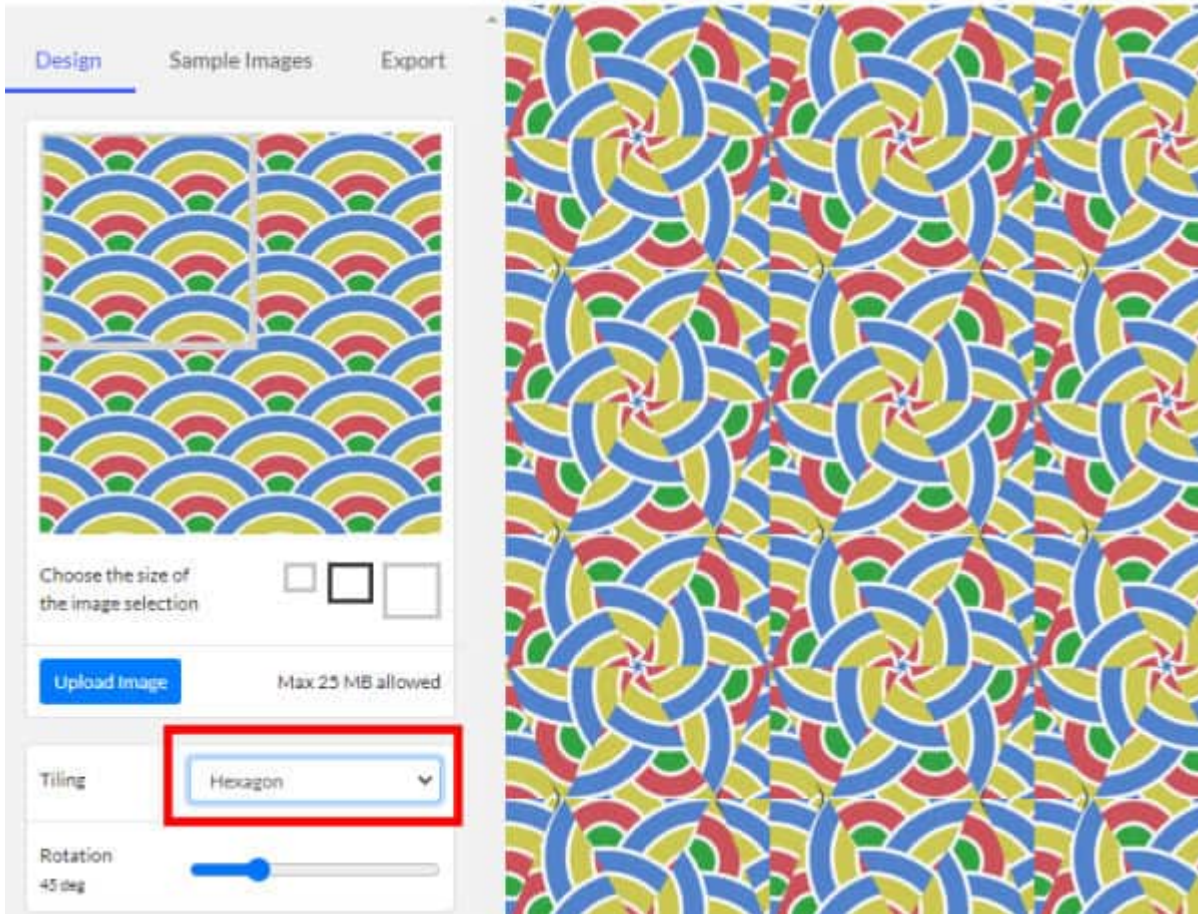 Design Sample Images Export
Choose the size of
the image selection
Upload Image Max 25 MB allowed
Tiling Hexagon
Rotation
45 deg